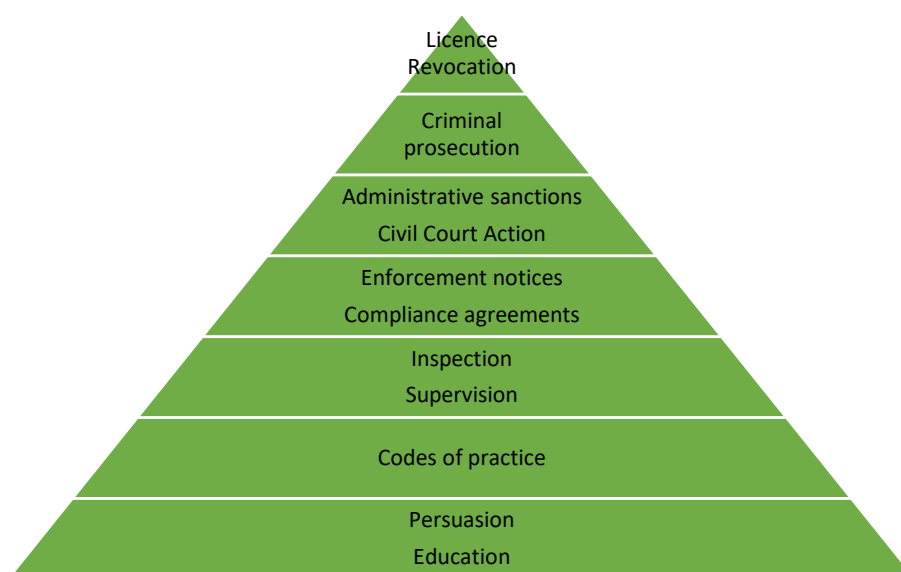 Licence
Revocation
Criminal
prosecution
Administrative sanctions
Civil Court Action
Enforcement notices
Compliance agreements
Inspection
Supervision
Codes of practice
Persuasion
Education